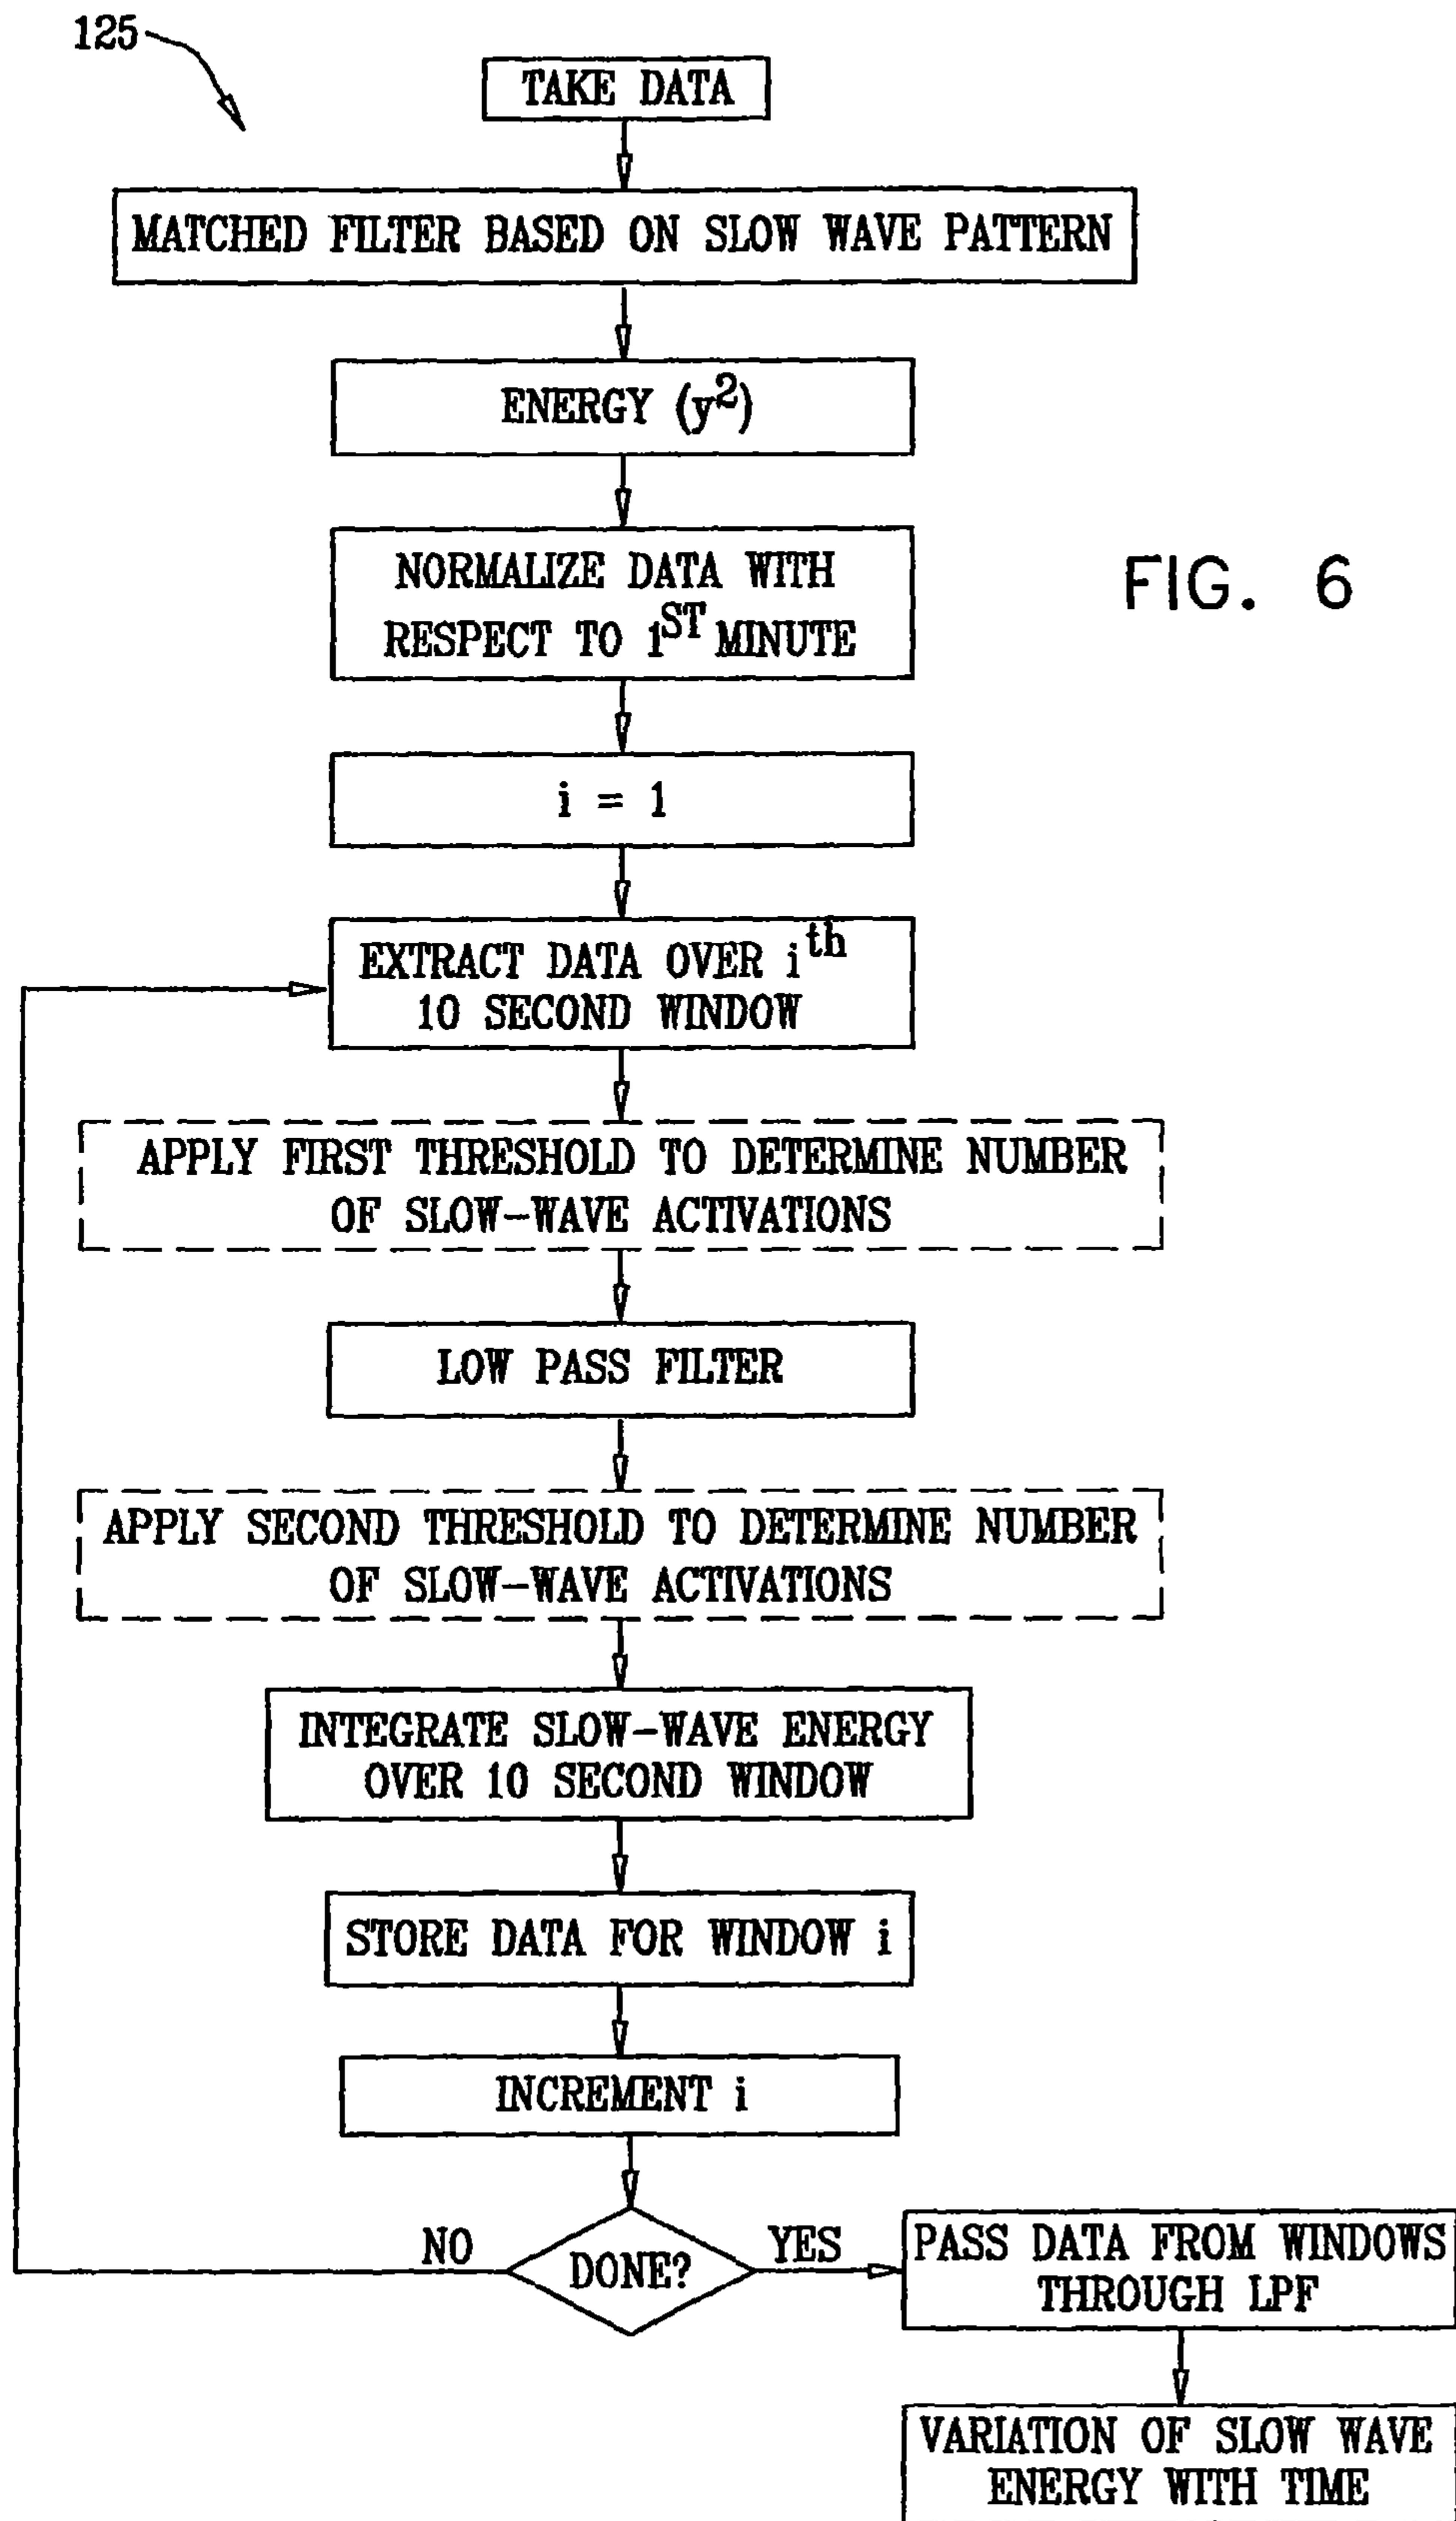 125
TAKE DATA
MATCHED FILTER BASED ON SLOW WAVE PATTERN
ENERGY (y²)
NORMALIZE DATA WITH
RESPECT TO 1ST MINUTE
FIG. 6
i = 1
EXTRACT DATA OVER ith
10 SECOND WINDOW
APPLY FIRST THRESHOLD TO DETERMINE NUMBER
OF SLOW-WAVE ACTIVATIONS
LOW PASS FILTER
APPLY SECOND THRESHOLD TO DETERMINE NUMBER
OF SLOW-WAVE ACTIVATIONS
INTEGRATE SLOW-WAVE ENERGY
OVER 10 SECOND WINDOW
STORE DATA FOR WINDOW i
INCREMENT i
NO
DONE?
YES
PASS DATA FROM WINDOWS
THROUGH LPF
VARIATION OF SLOW WAVE
ENERGY WITH TIME